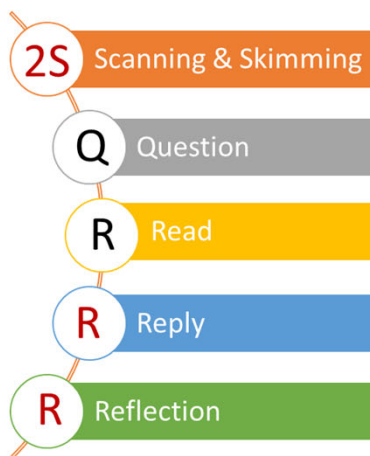 2S Scanning & Skimming
Q Question
R Read
R Reply
R Reflection